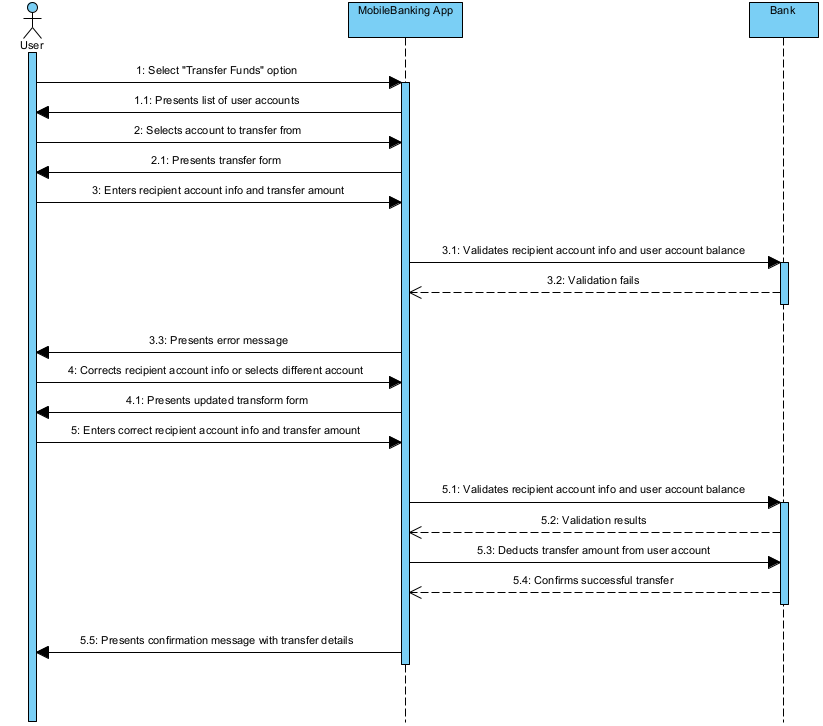 MobileBanking App
Bank
User
1: Select "Transfer Funds" option
1.1: Presents list of user accounts
2: Selects account to transfer from
2.1: Presents transfer form
3: Enters recipient account info and transfer amount
3.1: Validates recipient account info and user account balance
3.2: Validation fails
3.3: Presents error message
4: Corrects recipient account info or selects different account
4.1: Presents updated transform form
5: Enters correct recipient account info and transfer amount
5.1: Validates recipient account info and user account balance
5.2: Validation results
5.3: Deducts transfer amount from user account
5.4: Confirms successful transfer
5.5: Presents confirmation message with transfer details